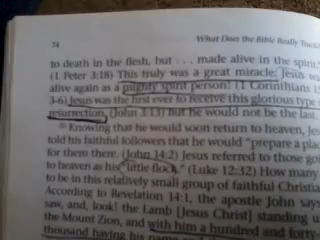 74
What Does the Bible Really Teach
to death in the flesh, but . . . made alive in the spirit."
(1 Peter 3:18) This truly was a great miracle. Jesus was
alive again as a mighty spirit person! (1 Corinthians 15:
3-6) Jesus was the first ever to receive this glorious type of
resurrection. (John 3:13) But he would not be the last.
Knowing that he would soon return to heaven, Jesus
told his faithful followers that he would "prepare a place"
for them there. (John 14:2) Jesus referred to those going
to heaven as his "little flock." (Luke 12:32) How many
to be in this relatively small group of faithful Christians?
According to Revelation 14:1, the apostle John says:
saw, and, look! the Lamb [Jesus Christ] standing upon
the Mount Zion, and with him a hundred and forty-
thousand having his name